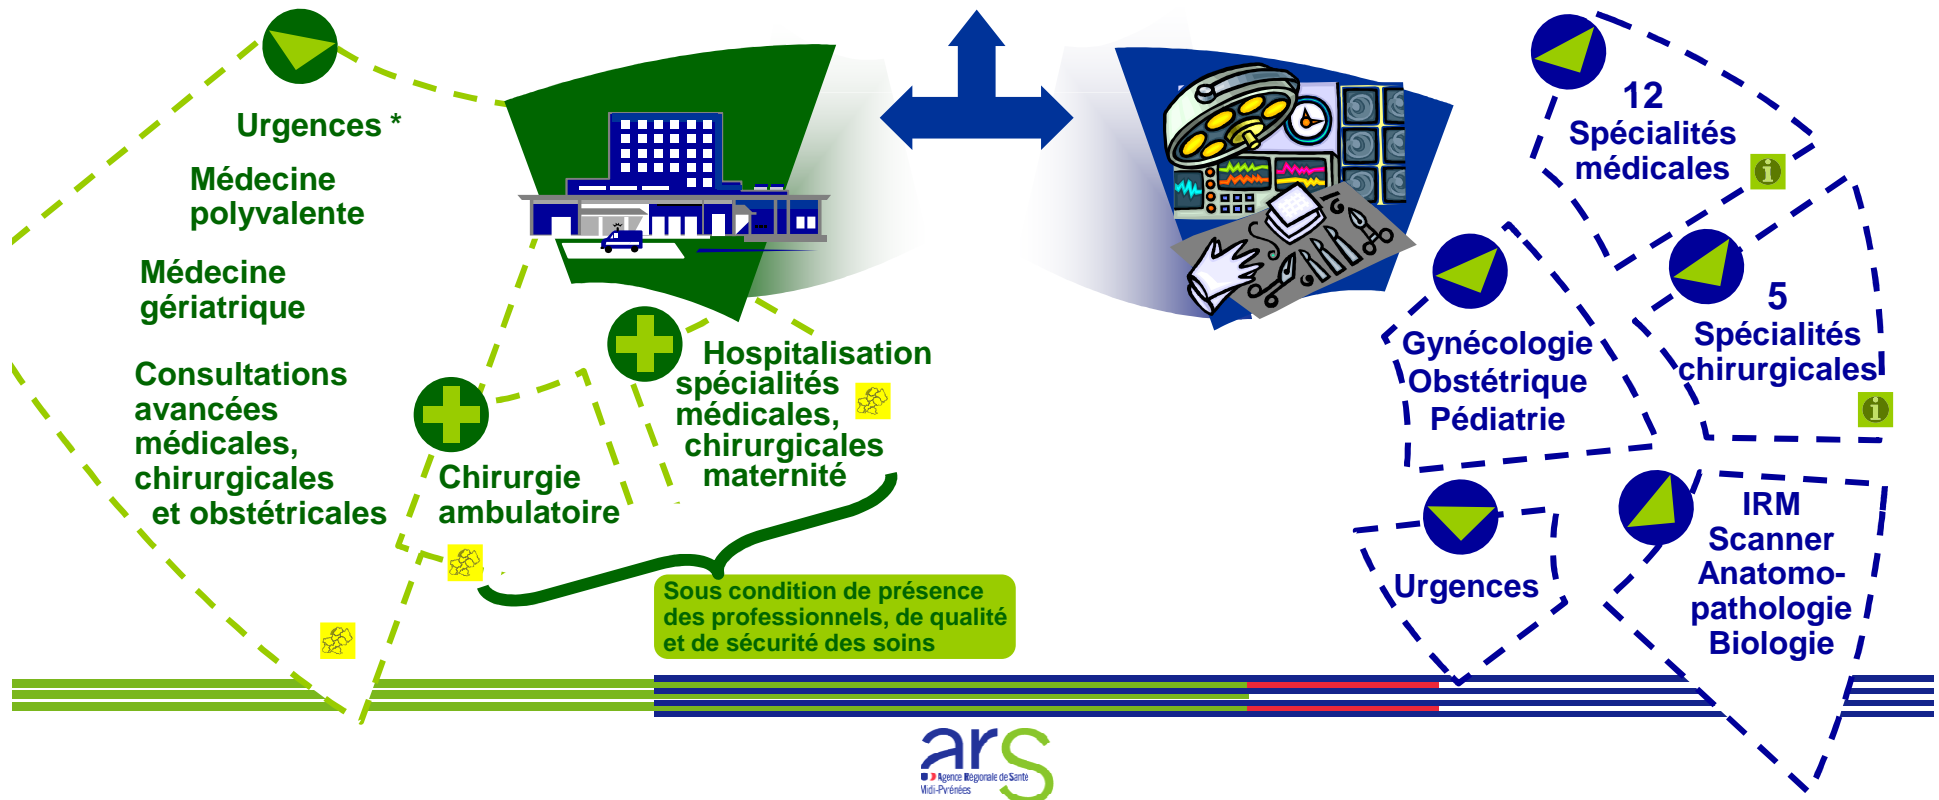 Urgences *
Médecine
polyvalente
Médecine
gériatrique
Consultations
avancées
médicales,
chirurgicales
et obstétricales
Chirurgie
ambulatoire
Hospitalisation
spécialités
médicales,
chirurgicales
maternité
Sous condition de présence
des professionnels, de qualité
et de sécurité des soins
12
Spécialités
médicales
i
5
Spécialités
chirurgicales
i
Gynécologie
Obstétrique
Pédiatrie
Urgences
IRM
Scanner
Anatomo-
pathologie
Biologie
ars
Agence Régionale de Santé
Midi-Pyrénées